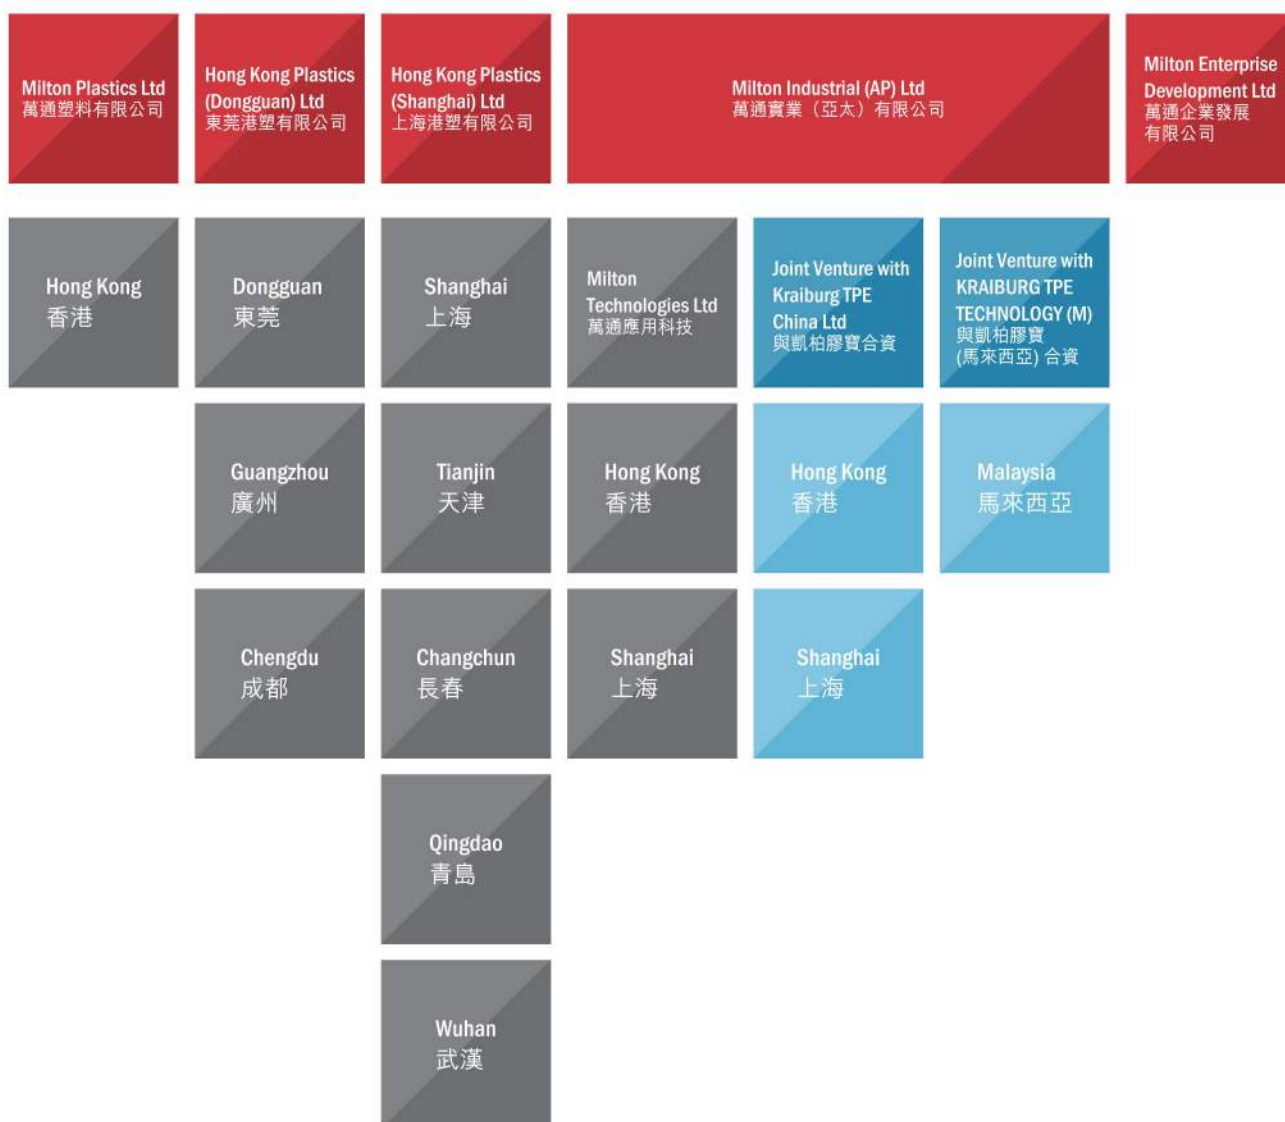 Milton Plastics Ltd
萬通塑料有限公司
Hong Kong Plastics
(Dongguan) Ltd
東莞港塑有限公司
Hong Kong Plastics
(Shanghai) Ltd
上海港塑有限公司
Milton Industrial (AP) Ltd
萬通實業（亞太）有限公司
Milton Enterprise
Development Ltd
萬通企業發展
有限公司
Hong Kong
香港
Dongguan
東莞
Shanghai
上海
Milton
Technologies Ltd
萬通應用科技
Joint Venture with
Kraiburg TPE
China Ltd
與凱柏膠寶合資
Joint Venture with
KRAIBURG TPE
TECHNOLOGY (M)
與凱柏膠寶
(馬來西亞) 合資
Guangzhou
廣州
Tianjin
天津
Hong Kong
香港
Hong Kong
香港
Malaysia
馬來西亞
Chengdu
成都
Changchun
長春
Shanghai
上海
Shanghai
上海
Qingdao
青島
Wuhan
武漢